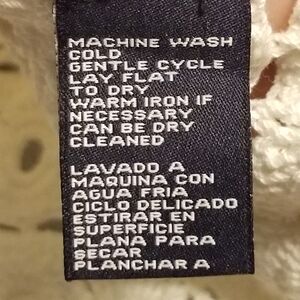 MACHINE WASH
COLD
GENTLE CYCLE
LAY FLAT
TO DRY
WARM IRON IF
NECESSARY
CAN BE DRY
CLEANED
LAVADO A
MAQUINA CON
AGUA FRIA
CICLO DELICADO
ESTIRAR EN
SUPERFICIE
PLANA PARA
SECAR
PLANCHAR A